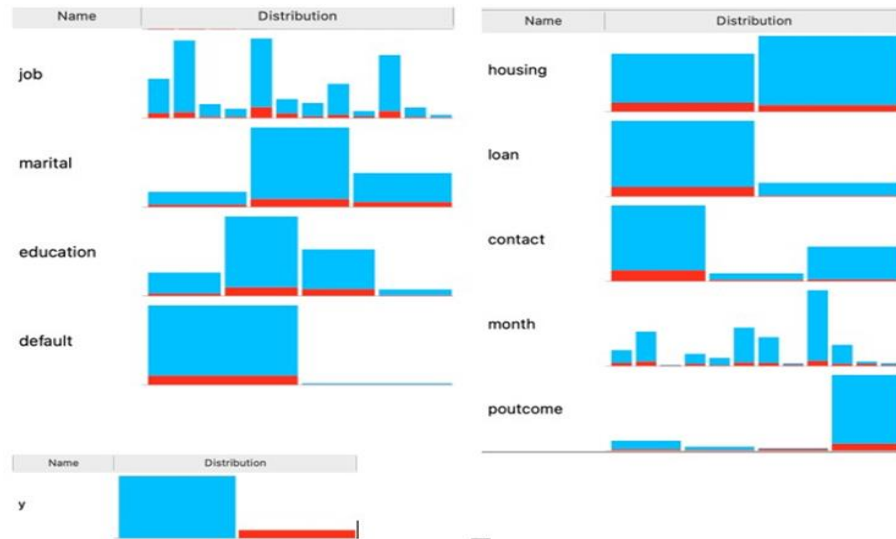 Name Distribution
job
marital
education
default
Name Distribution
y
Name Distribution
housing
loan
contact
month
poutcome